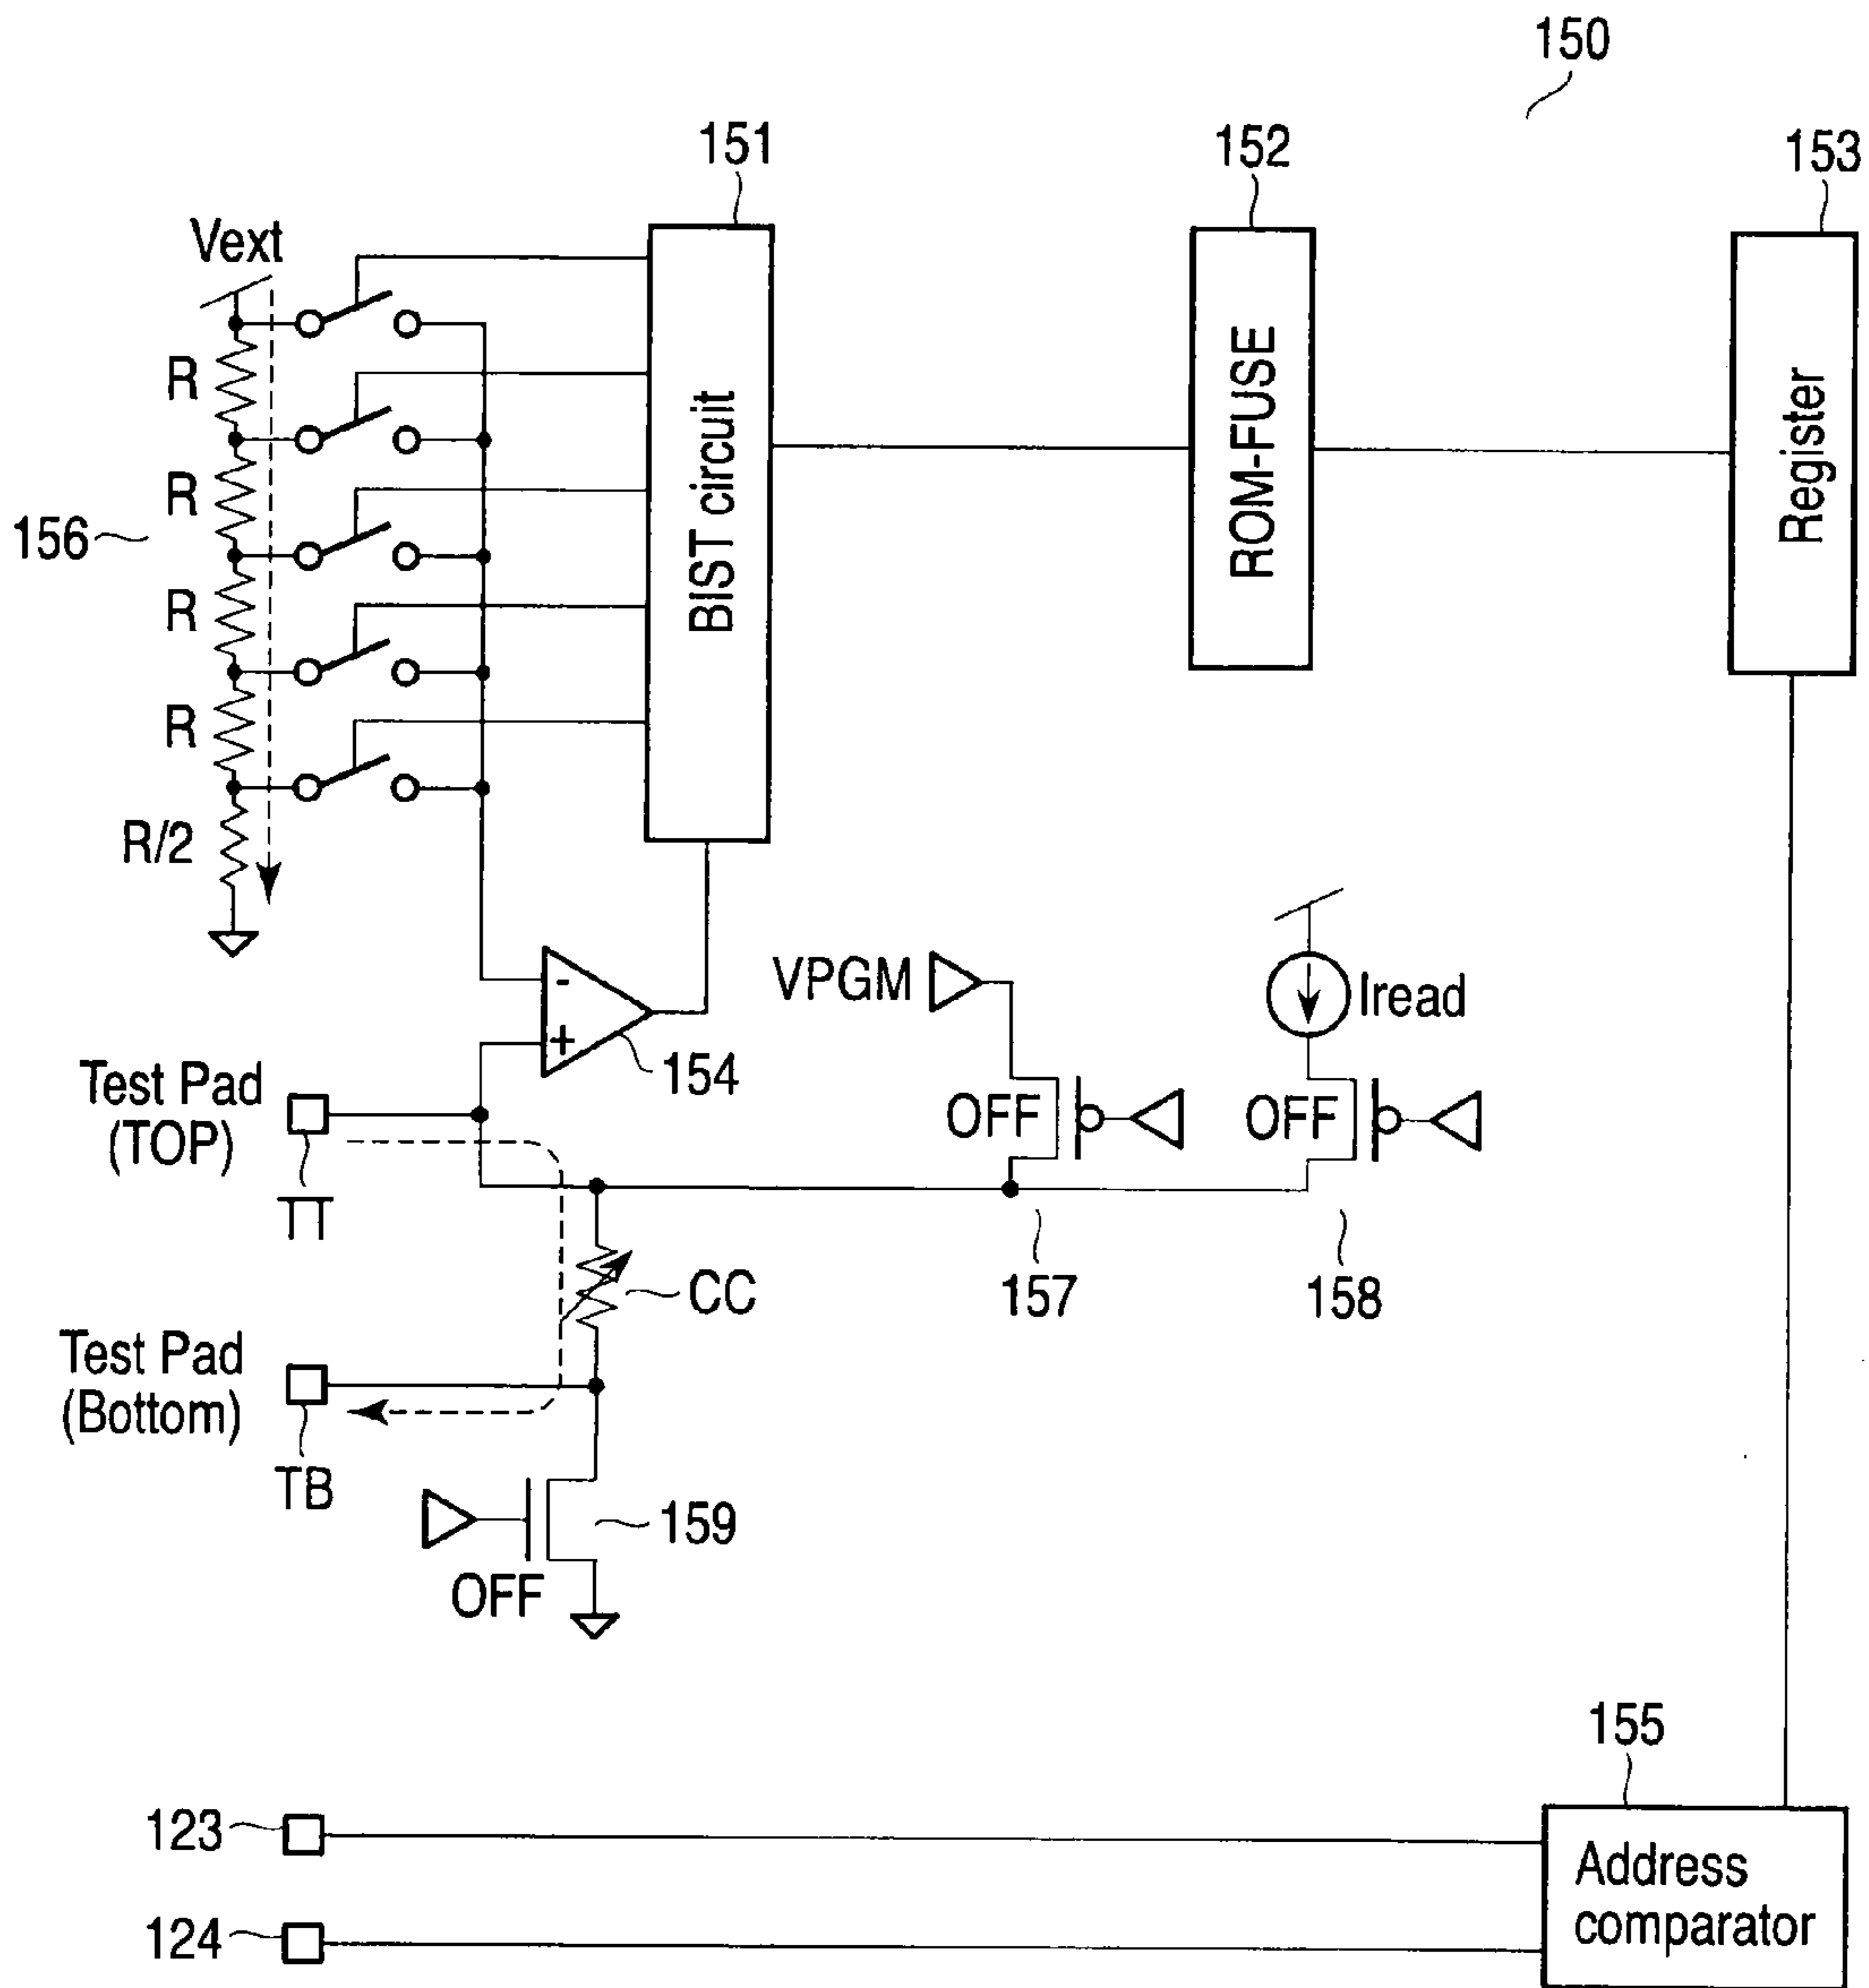 150
151
152
153
Vext
R
R
R
R
R/2
156
BIST circuit
ROM-FUSE
Register
-
+
154
VPGM
Iread
OFF
OFF
Test Pad
(TOP)
TT
CC
157
158
Test Pad
(Bottom)
TB
159
OFF
155
123
124
Address
comparator